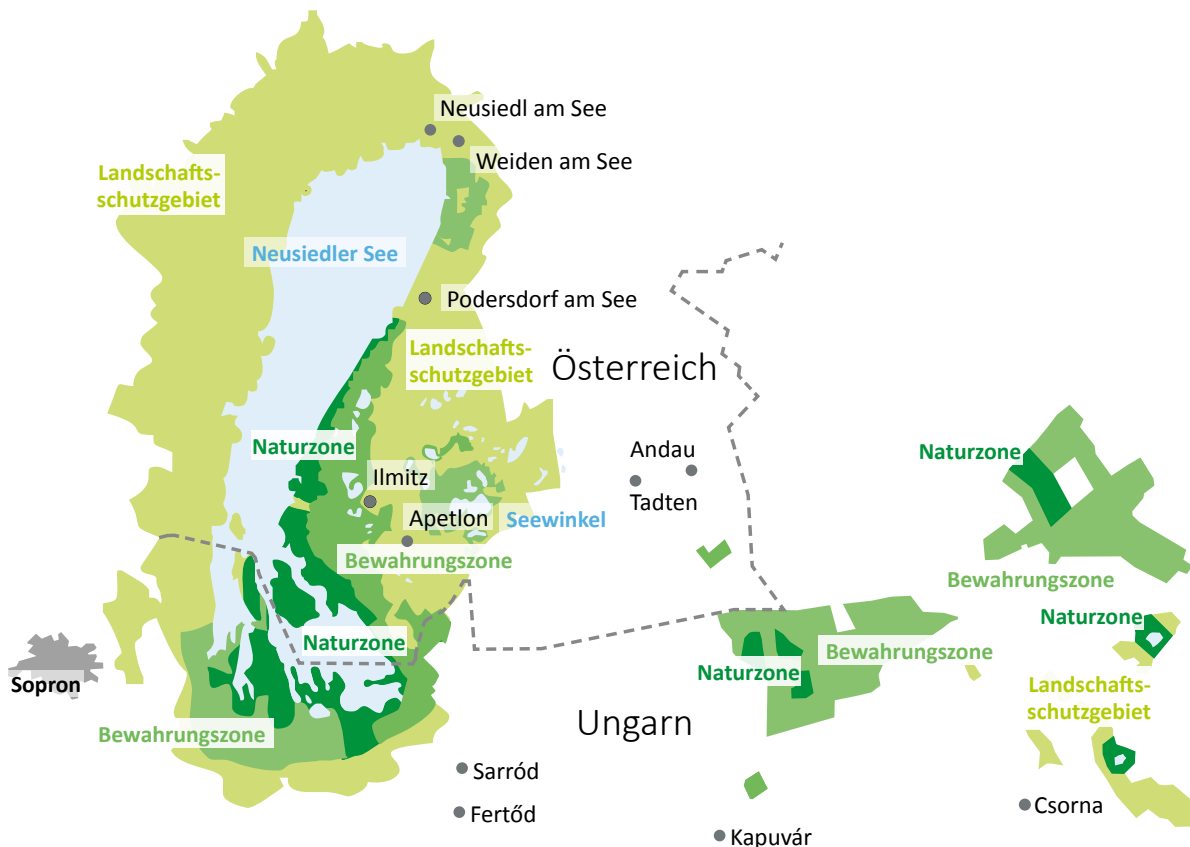 Neusiedl am See
Weiden am See
Landschafts-
schutzgebiet
Neusiedler See
Podersdorf am See
Landschafts-
schutzgebiet
Österreich
Naturzone
Ilmitz
Apetlon
Seewinkel
Bewahrungszone
Andau
Tadten
Naturzone
Bewahrungszone
Naturzone
Naturzone
Bewahrungszone
Naturzone
Sopron
Bewahrungszone
Ungarn
Landschafts-
schutzgebiet
Sarród
Fertőd
Kapuvár
Csorna